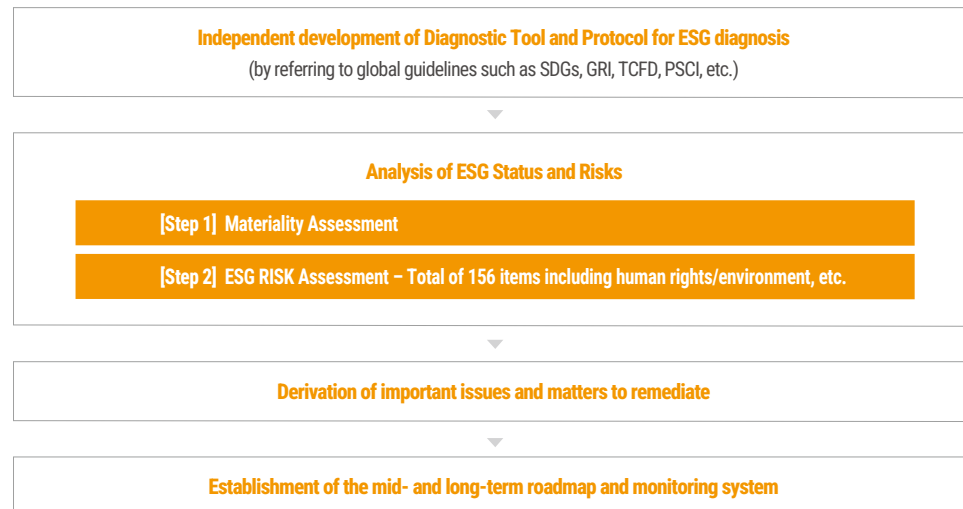 Independent development of Diagnostic Tool and Protocol for ESG diagnosis
(by referring to global guidelines such as SDGs, GRI, TCFD, PSCI, etc.)
Analysis of ESG Status and Risks
[Step 1] Materiality Assessment
[Step 2] ESG RISK Assessment – Total of 156 items including human rights/environment, etc.
Derivation of important issues and matters to remediate
Establishment of the mid- and long-term roadmap and monitoring system